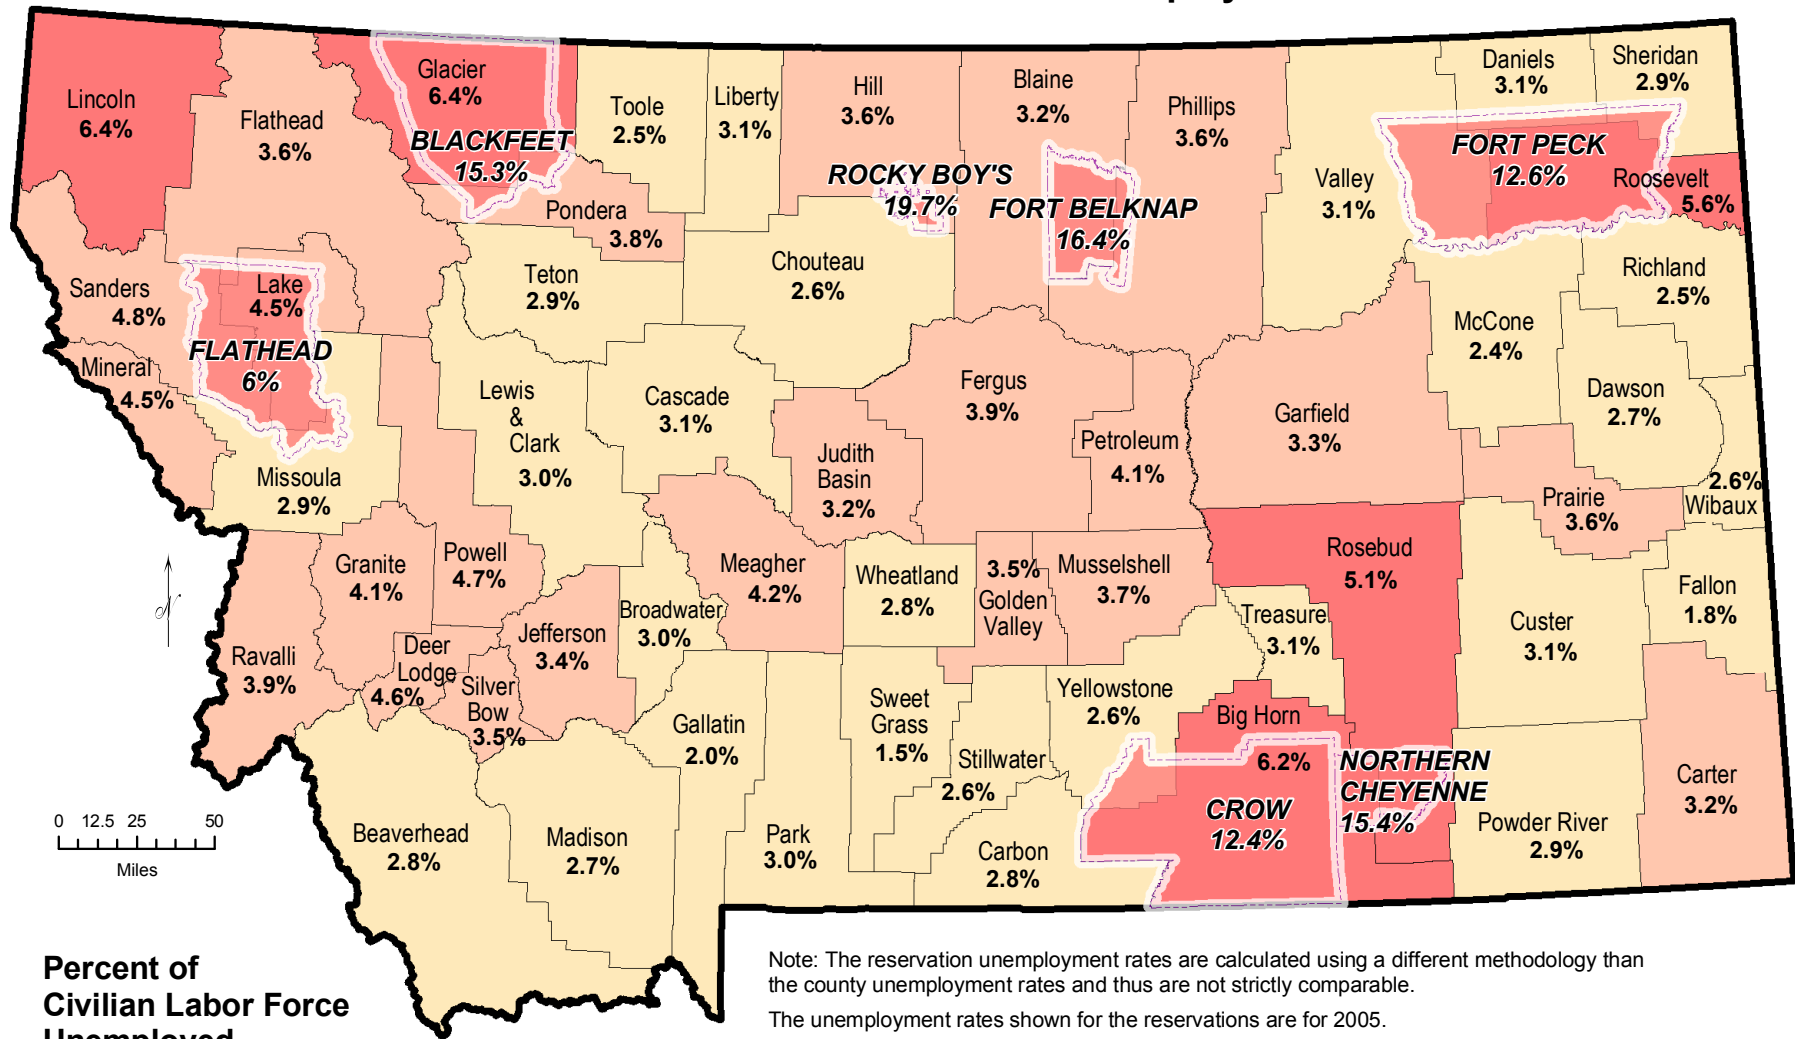 Lincoln
6.4%
Flathead
3.6%
Glacier
6.4%
BLACKFEET
15.3%
Toole
2.5%
Liberty
3.1%
Hill
3.6%
Blaine
3.2%
Phillips
3.6%
Daniels
3.1%
Sheridan
2.9%
ROCKY BOY'S
19.7%
FORT BELKNAP
16.4%
Valley
3.1%
FORT PECK
12.6%
Roosevelt
5.6%
Pondera
3.8%
Sanders
4.8%
Lake
4.5%
FLATHEAD
6%
Teton
2.9%
Chouteau
2.6%
Richland
2.5%
McCone
2.4%
Mineral
4.5%
Lewis
&
Clark
3.0%
Cascade
3.1%
Fergus
3.9%
Judith
Basin
3.2%
Petroleum
4.1%
Garfield
3.3%
Dawson
2.7%
2.6%
Wibaux
Prairie
3.6%
Missoula
2.9%
Granite
4.1%
Powell
4.7%
Meagher
4.2%
Wheatland
2.8%
3.5%
Golden
Valley
Musselshell
3.7%
Rosebud
5.1%
Treasure
3.1%
Custer
3.1%
Fallon
1.8%
N
Ravalli
3.9%
Deer
Lodge
4.6%
Silver
Bow
3.5%
Jefferson
3.4%
Broadwater
3.0%
Gallatin
2.0%
Sweet
Grass
1.5%
Stillwater
2.6%
Yellowstone
2.6%
Big Horn
6.2%
CROW
12.4%
NORTHERN
CHEYENNE
15.4%
Powder River
2.9%
Carter
3.2%
Beaverhead
2.8%
Madison
2.7%
Park
3.0%
Carbon
2.8%
0 12.5 25 50
Miles
Percent of
Civilian Labor Force
Unemployed
Note: The reservation unemployment rates are calculated using a different methodology than
the county unemployment rates and thus are not strictly comparable.
The unemployment rates shown for the reservations are for 2005.